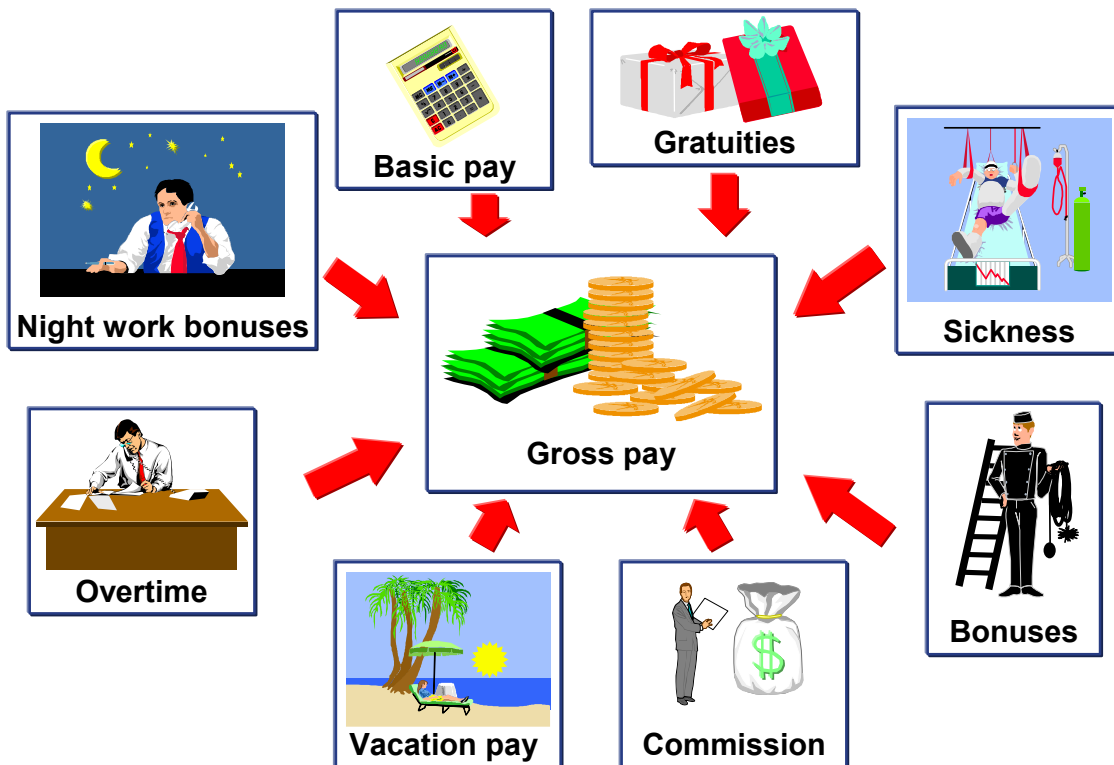 Basic pay
Gratuities
Night work bonuses
Sickness
Gross pay
Overtime
Bonuses
Vacation pay
Commission
$